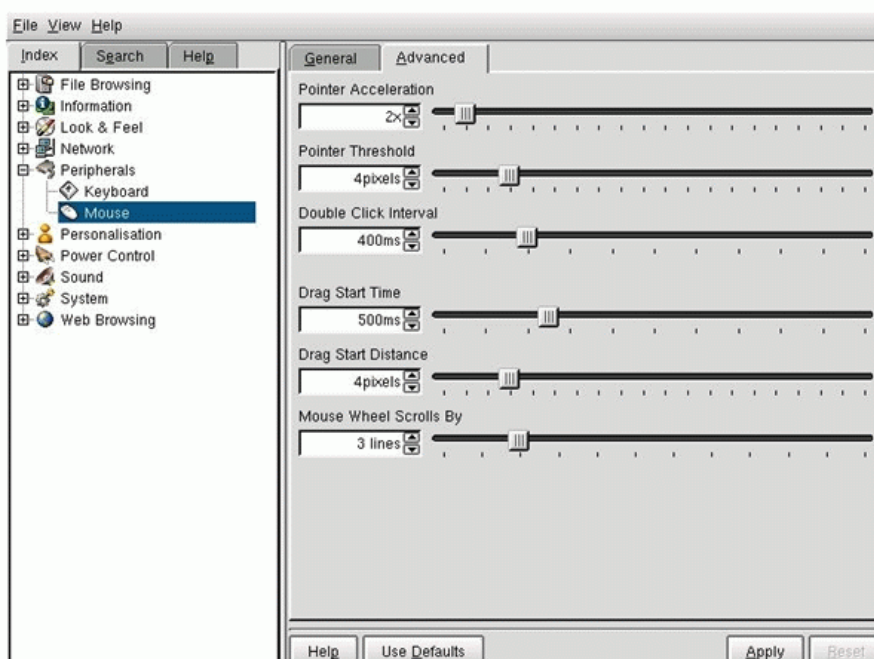 File View Help
Index Search Help
File Browsing
Information
Look & Feel
Network
Peripherals
Keyboard
Mouse
Personalisation
Power Control
Sound
System
Web Browsing
General Advanced
Pointer Acceleration
2x
Pointer Threshold
4pixels
Double Click Interval
400ms
Drag Start Time
500ms
Drag Start Distance
4pixels
Mouse Wheel Scrolls By
3 lines
Help Use Defaults Apply Reset